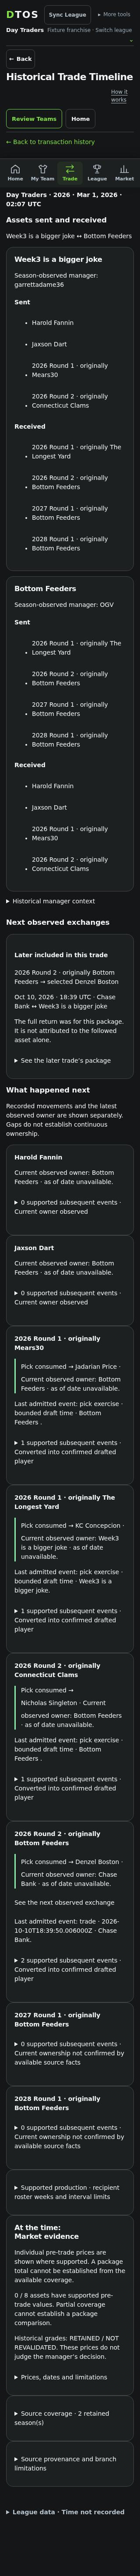 DTOS
Sync League
▸ More tools
Day Traders Future franchise · Switch league
← Back
Historical Trade Timeline
How it
works
Review Teams
Home
← Back to transaction history
Home
My Team
Trade
League
Market
Day Traders · 2026 · Mar 1, 2026 ·
02:07 UTC
Assets sent and received
Week3 is a bigger joke ↔ Bottom Feeders
Week3 is a bigger joke
Season-observed manager:
garrettadame36
Sent
• Harold Fannin
• Jaxson Dart
• 2026 Round 1 · originally
Mears30
• 2026 Round 2 · originally
Connecticut Clams
Received
• 2026 Round 1 · originally The
Longest Yard
• 2026 Round 2 · originally
Bottom Feeders
• 2027 Round 1 · originally
Bottom Feeders
• 2028 Round 1 · originally
Bottom Feeders
Bottom Feeders
Season-observed manager: OGV
Sent
• 2026 Round 1 · originally The
Longest Yard
• 2026 Round 2 · originally
Bottom Feeders
• 2027 Round 1 · originally
Bottom Feeders
• 2028 Round 1 · originally
Bottom Feeders
Received
• Harold Fannin
• Jaxson Dart
• 2026 Round 1 · originally
Mears30
• 2026 Round 2 · originally
Connecticut Clams
▸ Historical manager context
Next observed exchanges
Later included in this trade
2026 Round 2 · originally Bottom
Feeders → selected Denzel Boston
Oct 10, 2026 · 18:39 UTC · Chase
Bank ↔ Week3 is a bigger joke
The full return was for this package.
It is not attributed to the followed
asset alone.
▸ See the later trade's package
What happened next
Recorded movements and the latest
observed owner are shown separately.
Gaps do not establish continuous
ownership.
Harold Fannin
Current observed owner: Bottom
Feeders · as of date unavailable.
▸ 0 supported subsequent events ·
Current owner observed
Jaxson Dart
Current observed owner: Bottom
Feeders · as of date unavailable.
▸ 0 supported subsequent events ·
Current owner observed
2026 Round 1 · originally
Mears30
Pick consumed → Jadarian Price ·
Current observed owner: Bottom
Feeders · as of date unavailable.
Last admitted event: pick exercise ·
bounded draft time · Bottom
Feeders .
▸ 1 supported subsequent events ·
Converted into confirmed drafted
player
2026 Round 1 · originally The
Longest Yard
Pick consumed → KC Concepcion ·
Current observed owner: Week3
is a bigger joke · as of date
unavailable.
Last admitted event: pick exercise ·
bounded draft time · Week3 is a
bigger joke.
▸ 1 supported subsequent events ·
Converted into confirmed drafted
player
2026 Round 2 · originally
Connecticut Clams
Pick consumed →
Nicholas Singleton · Current
observed owner: Bottom Feeders
· as of date unavailable.
Last admitted event: pick exercise ·
bounded draft time · Bottom
Feeders .
▸ 1 supported subsequent events ·
Converted into confirmed drafted
player
2026 Round 2 · originally
Bottom Feeders
Pick consumed → Denzel Boston ·
Current observed owner: Chase
Bank · as of date unavailable.
See the next observed exchange
Last admitted event: trade · 2026-
10-10T18:39:50.006000Z · Chase
Bank.
▸ 2 supported subsequent events ·
Converted into confirmed drafted
player
2027 Round 1 · originally
Bottom Feeders
▸ 0 supported subsequent events ·
Current ownership not confirmed by
available source facts
2028 Round 1 · originally
Bottom Feeders
▸ 0 supported subsequent events ·
Current ownership not confirmed by
available source facts
▸ Supported production · recipient
roster weeks and interval limits
At the time:
Market evidence
Individual pre-trade prices are
shown where supported. A package
total cannot be established from the
available coverage.
0 / 8 assets have supported pre-
trade values. Partial coverage
cannot establish a package
comparison.
Historical grades: RETAINED / NOT
REVALIDATED. These prices do not
judge the manager's decision.
▸ Prices, dates and limitations
▸ Source coverage · 2 retained
season(s)
▸ Source provenance and branch
limitations
▸ League data · Time not recorded